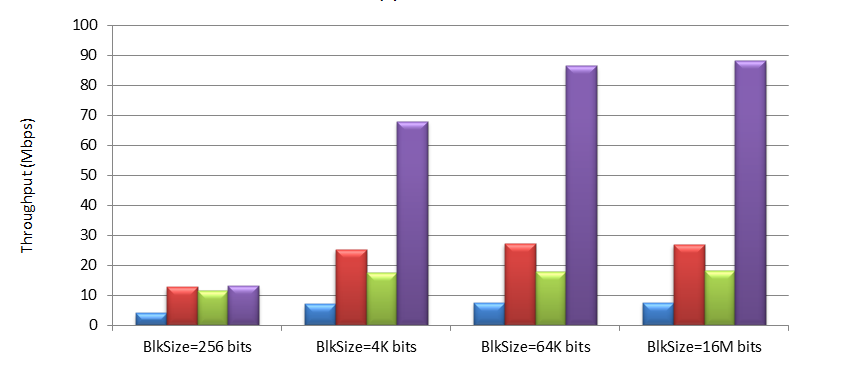 100
90
80
70
60
50
40
30
20
10
0
Throughput (Mbps)
BlkSize=256 bits
BlkSize=4K bits
BlkSize=64K bits
BlkSize=16M bits